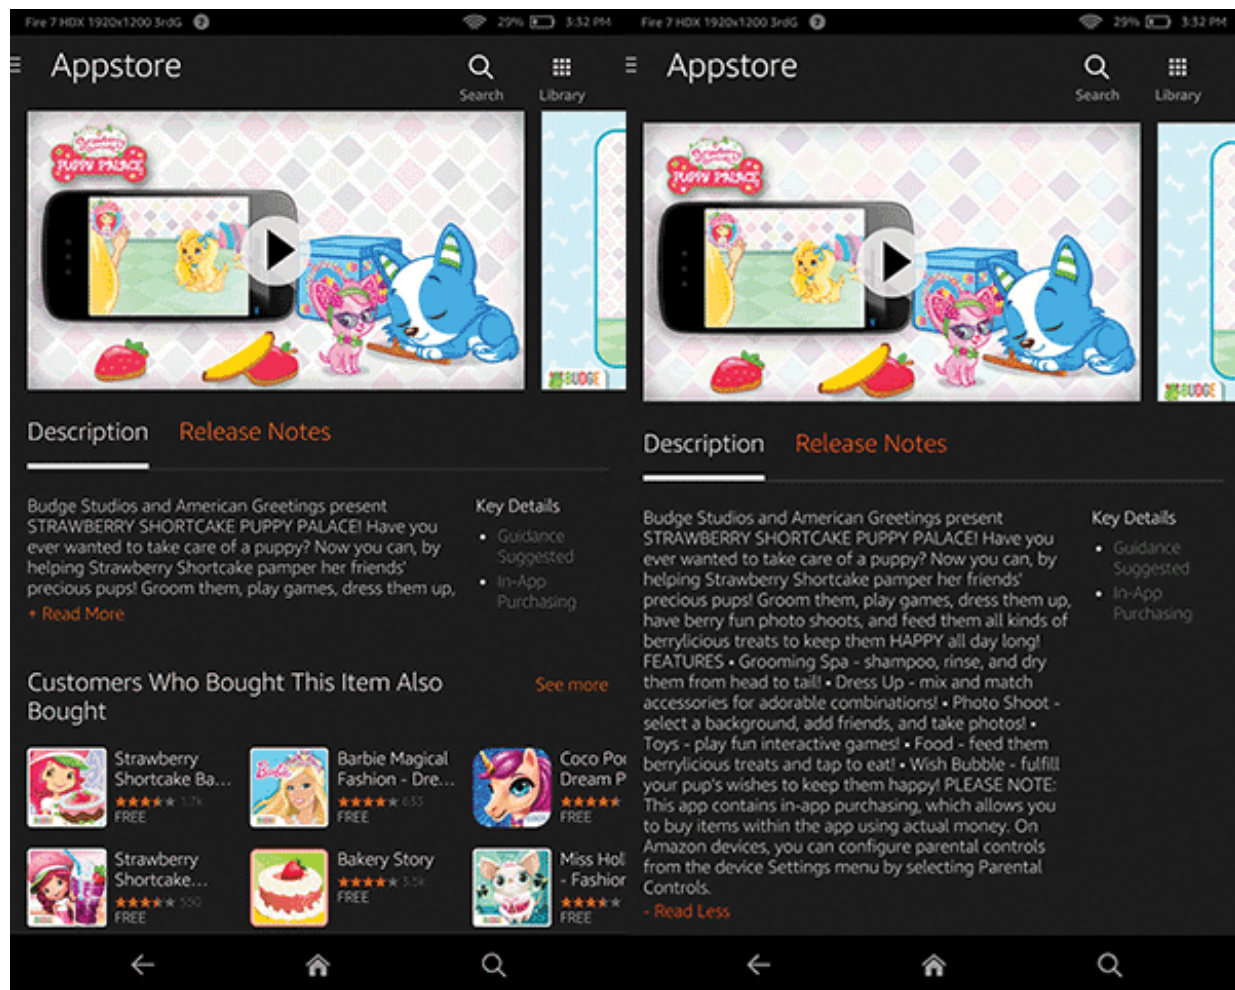 Fire 7 HDX 1920x1200 3rdG 2
29% 3:32 PM
Appstore
Search
Library
Strawberry
Shortcake
PUPPY PALACE
BUDGE
Description
Release Notes
Budge Studios and American Greetings present
STRAWBERRY SHORTCAKE PUPPY PALACE! Have you
ever wanted to take care of a puppy? Now you can, by
helping Strawberry Shortcake pamper her friends'
precious pups! Groom them, play games, dress them up,
+ Read More
Key Details
• Guidance
Suggested
• In-App
Purchasing
Customers Who Bought This Item Also
Bought
See more
Strawberry
Shortcake Ba...
1.7k
FREE
Barbie Magical
Fashion - Dre...
633
FREE
Coco Po
Dream P
FREE
Strawberry
Shortcake...
550
FREE
Bakery Story
3.5k
FREE
Miss Hol
- Fashion
FREE
Fire 7 HDX 1920x1200 3rdG 2
29% 3:32 PM
Appstore
Search
Library
Strawberry
Shortcake
PUPPY PALACE
BUDGE
Description
Release Notes
Budge Studios and American Greetings present
STRAWBERRY SHORTCAKE PUPPY PALACE! Have you
ever wanted to take care of a puppy? Now you can, by
helping Strawberry Shortcake pamper her friends'
precious pups! Groom them, play games, dress them up,
have berry fun photo shoots, and feed them all kinds of
berrylicious treats to keep them HAPPY all day long!
FEATURES • Grooming Spa - shampoo, rinse, and dry
them from head to tail! • Dress Up - mix and match
accessories for adorable combinations! • Photo Shoot -
select a background, add friends, and take photos! •
Toys - play fun interactive games! • Food - feed them
berrylicious treats and tap to eat! • Wish Bubble - fulfill
your pup's wishes to keep them happy! PLEASE NOTE:
This app contains in-app purchasing, which allows you
to buy items within the app using actual money. On
Amazon devices, you can configure parental controls
from the device Settings menu by selecting Parental
Controls.
- Read Less
Key Details
• Guidance
Suggested
• In-App
Purchasing